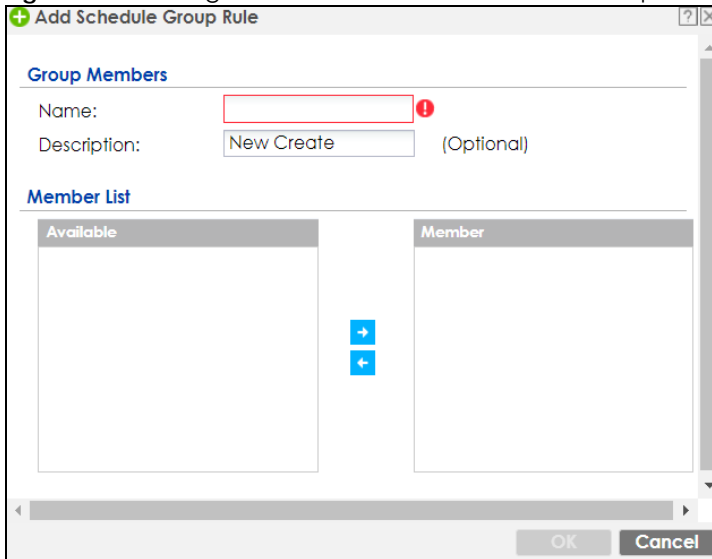 Add Schedule Group Rule
Group Members
Name:
Description: New Create (Optional)
Member List
Available Member
OK Cancel